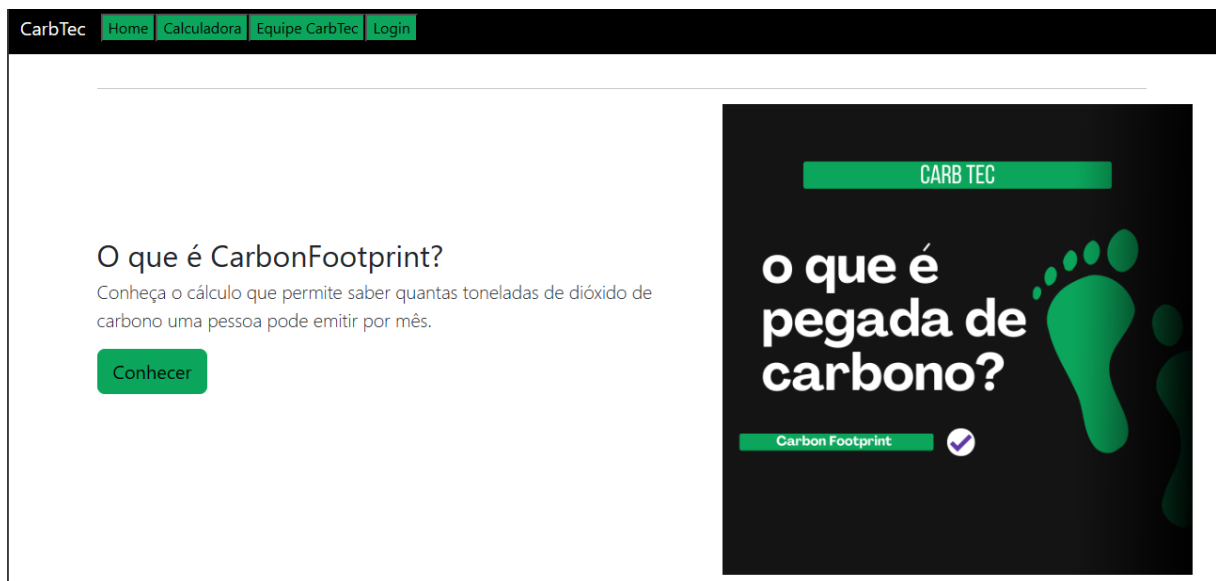 CarbTec Home Calculadora Equipe CarbTec Login
O que é CarbonFootprint?
Conheça o cálculo que permite saber quantas toneladas de dióxido de
carbono uma pessoa pode emitir por mês.
Conhecer
CARB TEC
o que é
pegada de
carbono?
Carbon Footprint